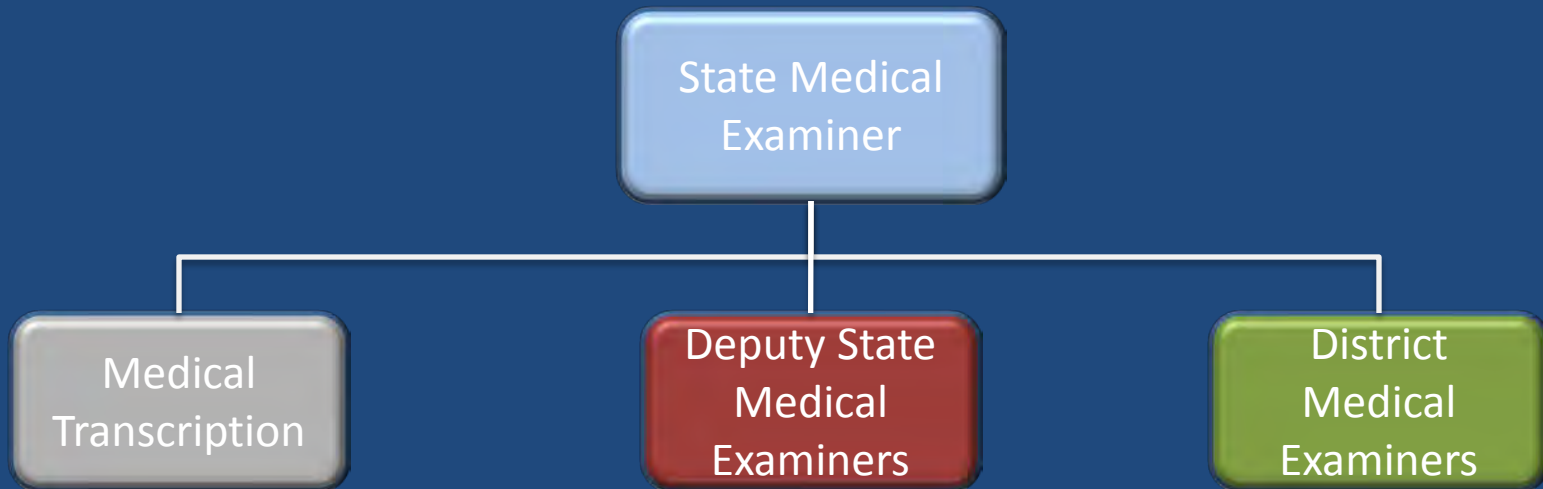 State Medical
Examiner
Medical
Transcription
Deputy State
Medical
Examiners
District
Medical
Examiners